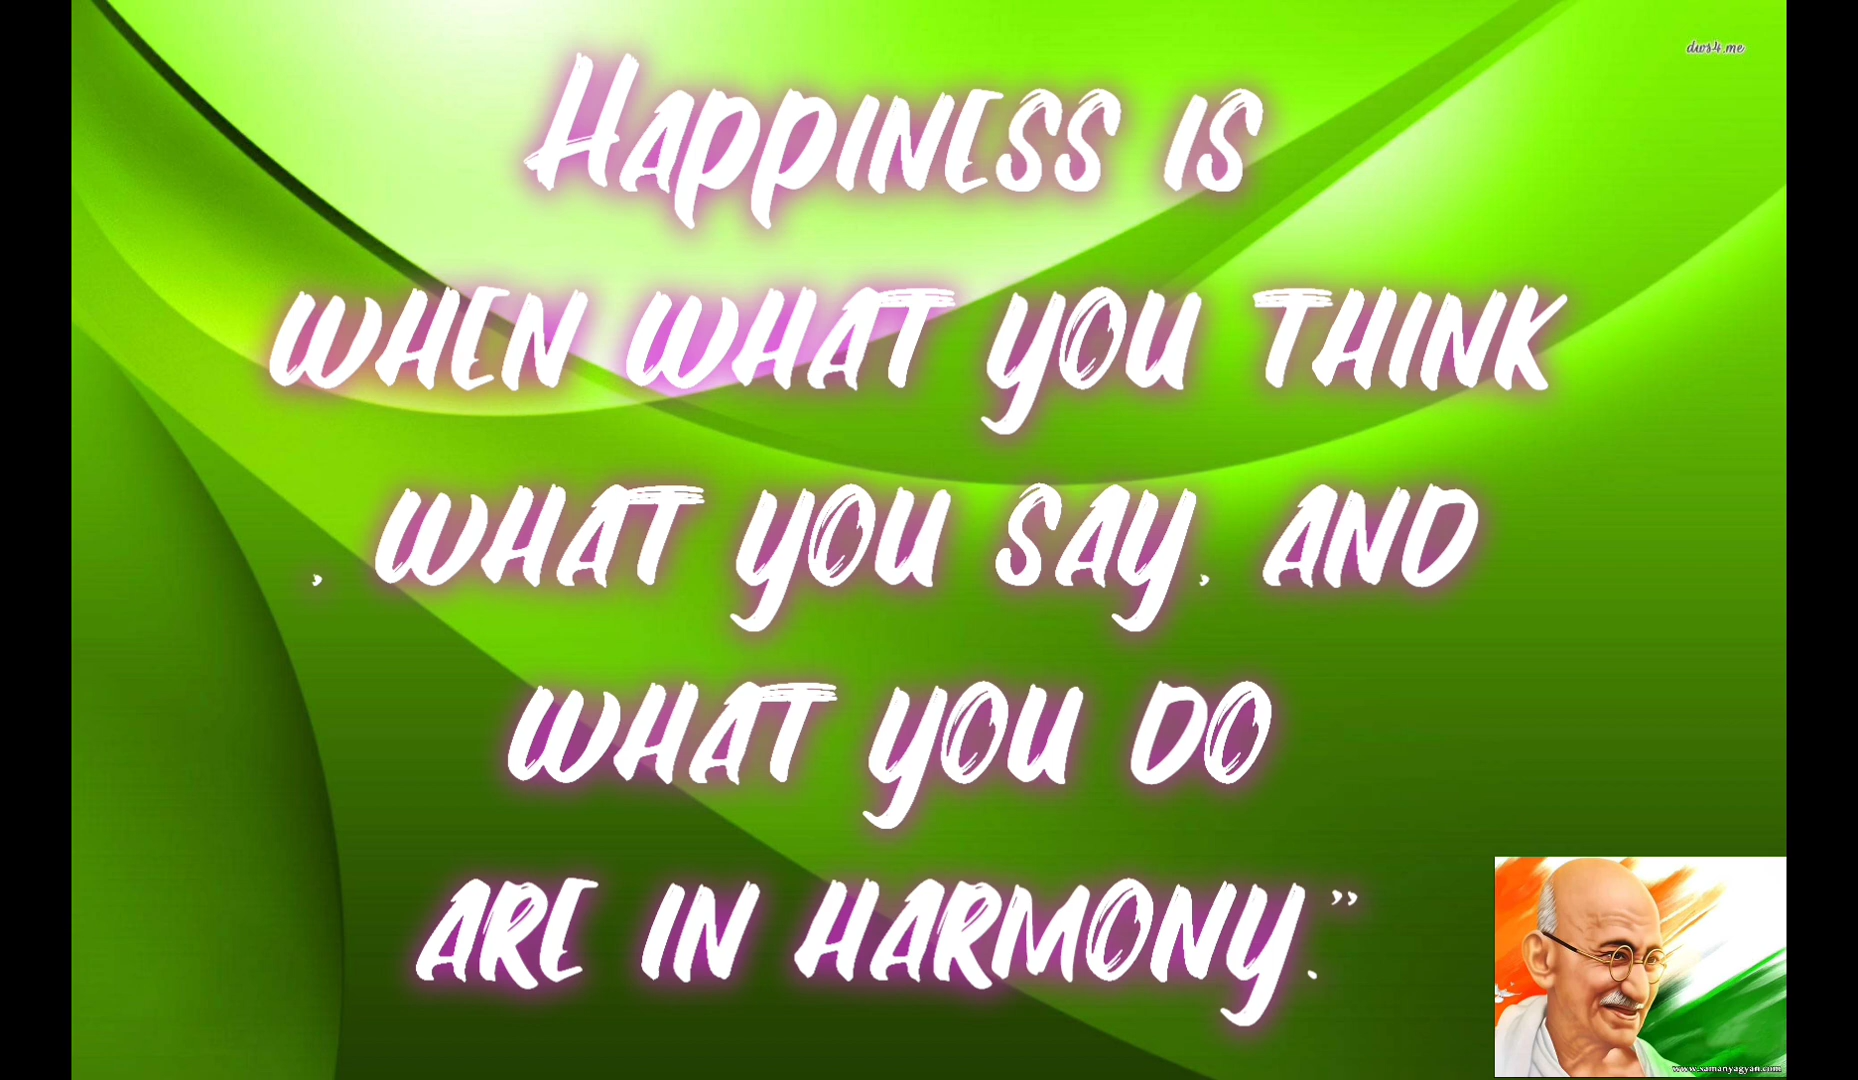 dws4.me
Happiness is
when what you think
, what you say, and
what you do
are in harmony.”
www.samanyagyan.com